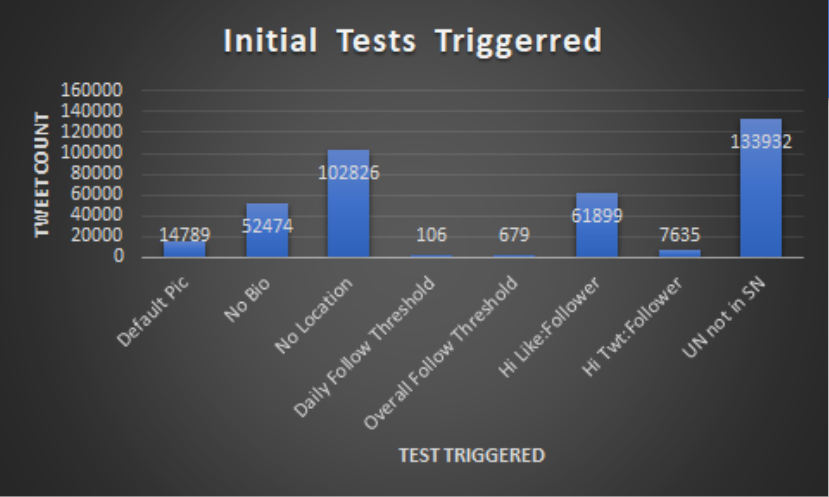 Initial Tests Triggerred
160000
140000
120000
100000
80000
60000
40000
20000
0
TWEET COUNT
14789
52474
102826
106
679
61899
7635
133932
Default Pic
No Bio
No Location
Daily Follow Threshold
Overall Follow Threshold
Hi Like:Follower
Hi Twt:Follower
UN not in SN
TEST TRIGGERED